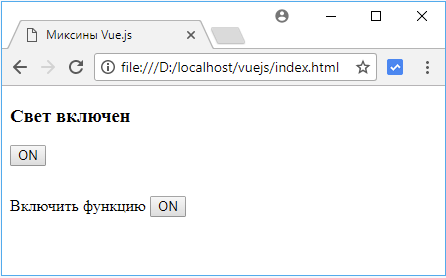 Миксины Vue.js
file:///D:/localhost/vuejs/index.html
Свет включен
ON
Включить функцию ON